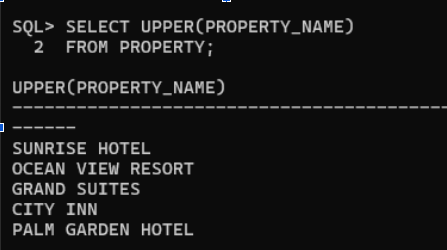 SQL> SELECT UPPER(PROPERTY_NAME)
  2  FROM PROPERTY;
UPPER(PROPERTY_NAME)
--------------------------------------------
------
SUNRISE HOTEL
OCEAN VIEW RESORT
GRAND SUITES
CITY INN
PALM GARDEN HOTEL